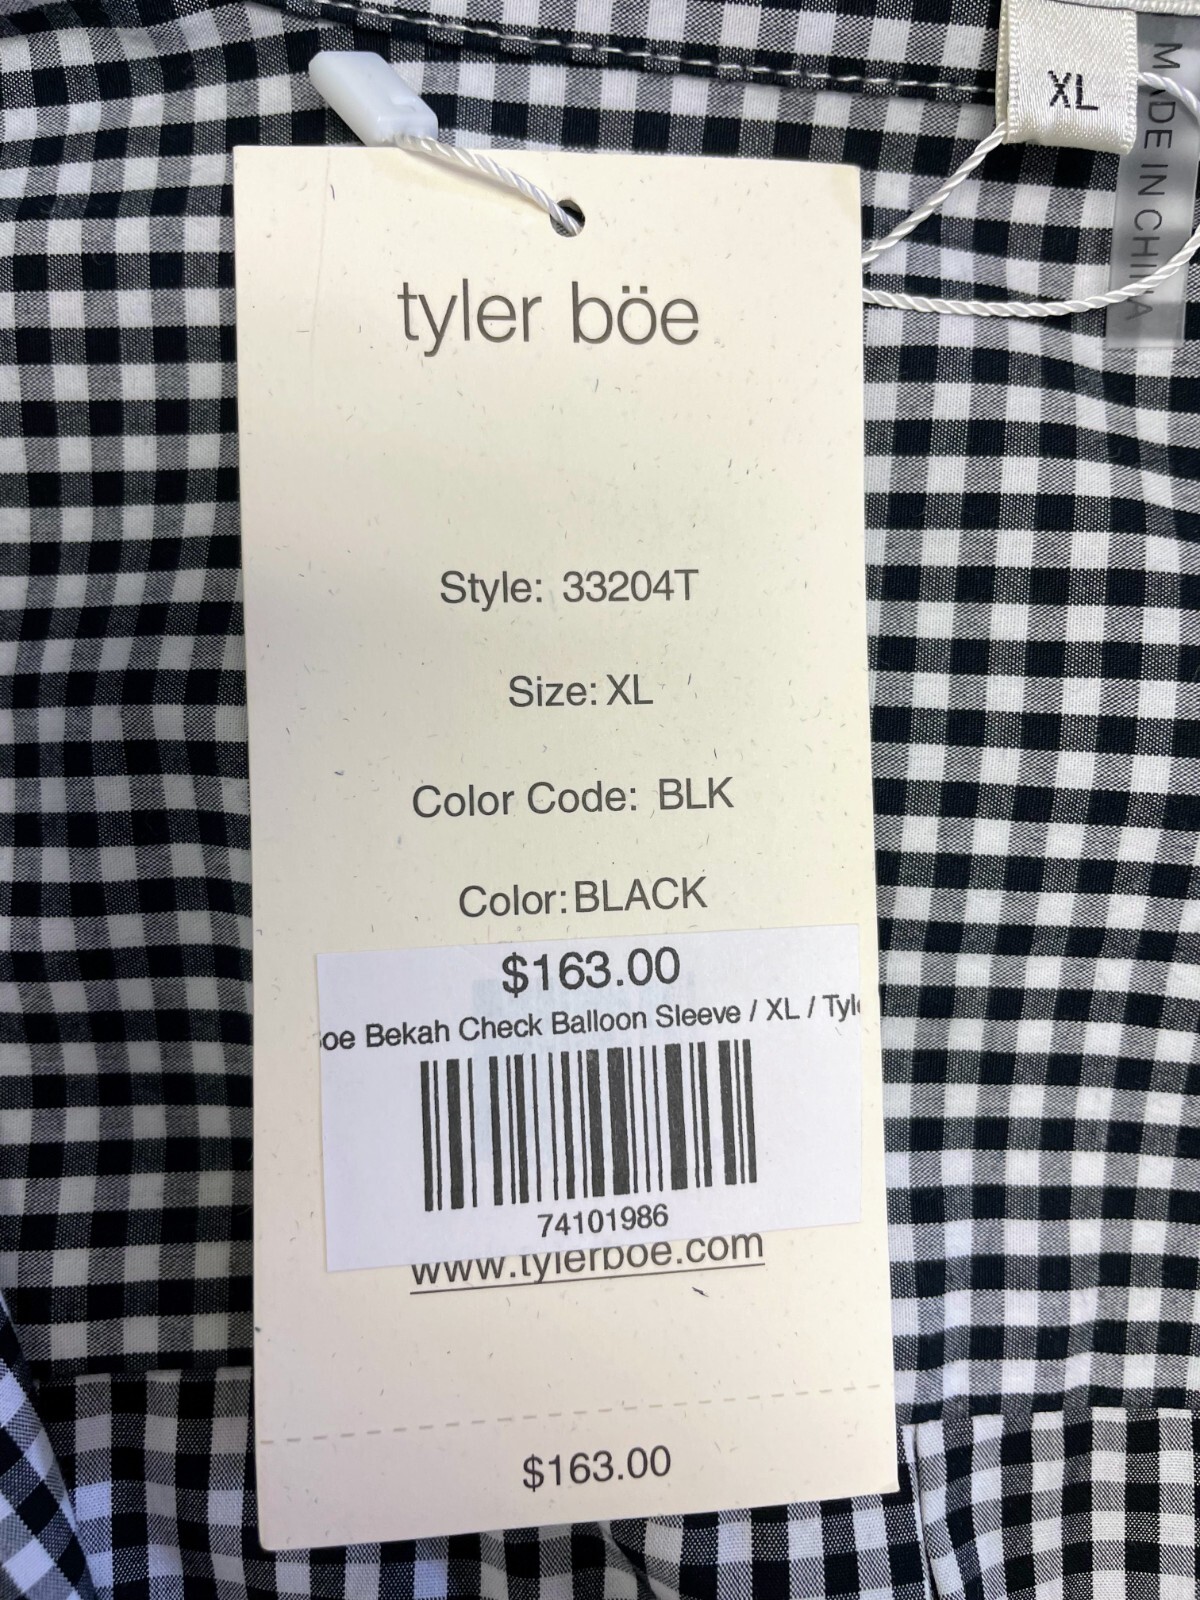 XL
MADE IN CHINA
tyler böe
Style: 33204T
Size: XL
Color Code: BLK
Color: BLACK
$163.00
oe Bekah Check Balloon Sleeve / XL / Tyl
74101986
www.tylerboe.com
$163.00